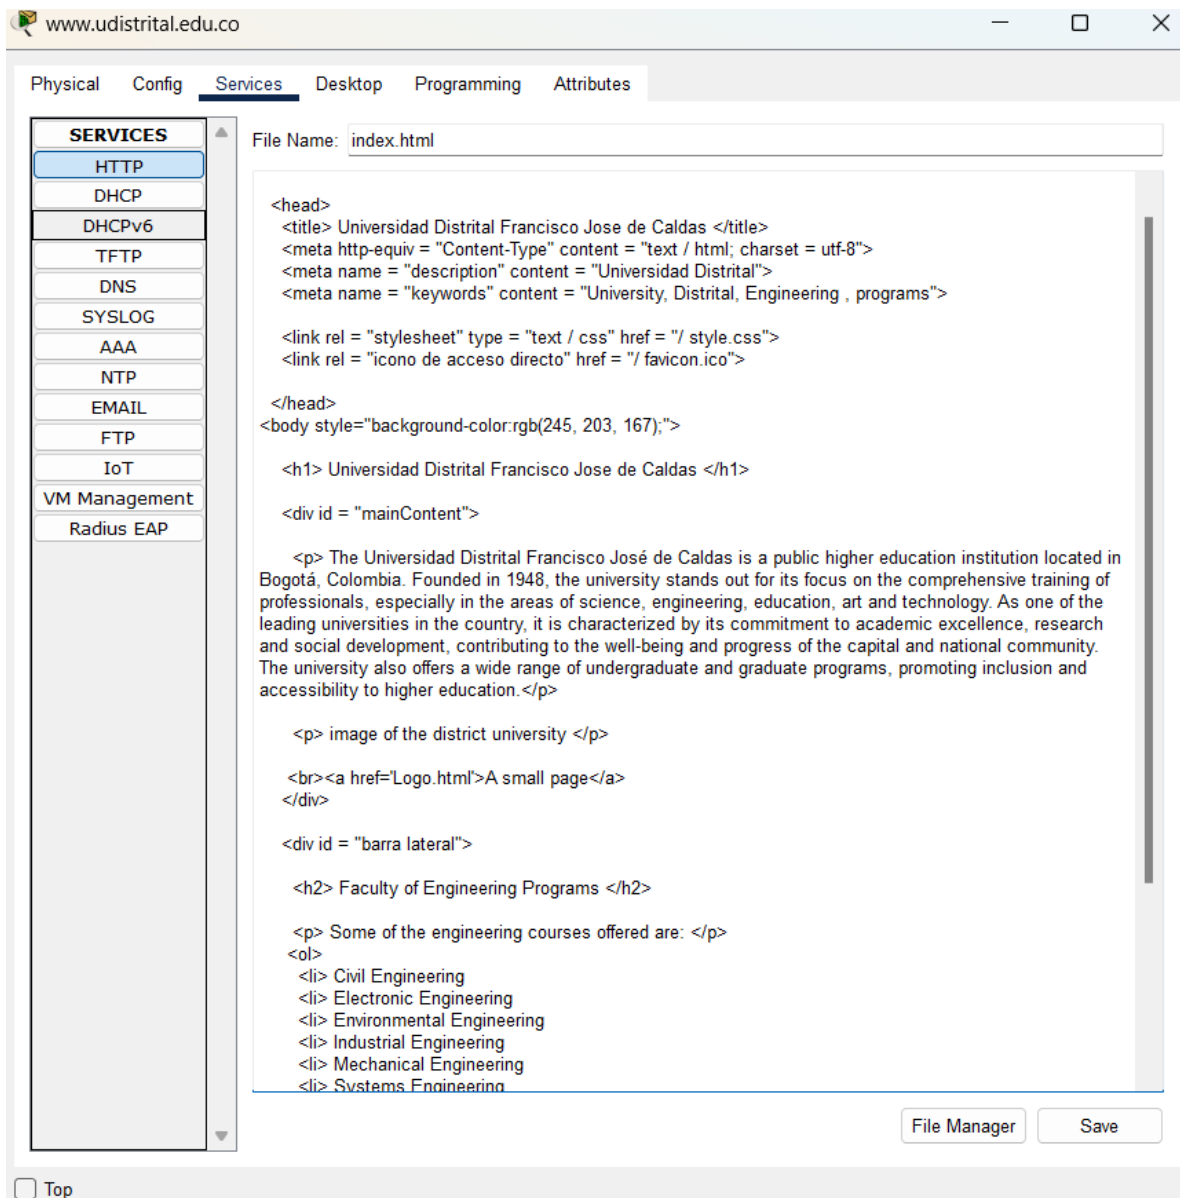 www.udistrital.edu.co
Physical Config Services Desktop Programming Attributes
SERVICES
HTTP
DHCP
DHCPv6
TFTP
DNS
SYSLOG
AAA
NTP
EMAIL
FTP
IoT
VM Management
Radius EAP
File Name: index.html
<head>
<title> Universidad Distrital Francisco Jose de Caldas </title>
<meta http-equiv = "Content-Type" content = "text / html; charset = utf-8">
<meta name = "description" content = "Universidad Distrital">
<meta name = "keywords" content = "University, Distrital, Engineering , programs">
<link rel = "stylesheet" type = "text / css" href = "/ style.css">
<link rel = "icono de acceso directo" href = "/ favicon.ico">
</head>
<body style="background-color:rgb(245, 203, 167);">
<h1> Universidad Distrital Francisco Jose de Caldas </h1>
<div id = "mainContent">
<p> The Universidad Distrital Francisco José de Caldas is a public higher education institution located in
Bogotá, Colombia. Founded in 1948, the university stands out for its focus on the comprehensive training of
professionals, especially in the areas of science, engineering, education, art and technology. As one of the
leading universities in the country, it is characterized by its commitment to academic excellence, research
and social development, contributing to the well-being and progress of the capital and national community.
The university also offers a wide range of undergraduate and graduate programs, promoting inclusion and
accessibility to higher education.</p>
<p> image of the district university </p>
<br><a href='Logo.html'>A small page</a>
</div>
<div id = "barra lateral">
<h2> Faculty of Engineering Programs </h2>
<p> Some of the engineering courses offered are: </p>
<ol>
<li> Civil Engineering
<li> Electronic Engineering
<li> Environmental Engineering
<li> Industrial Engineering
<li> Mechanical Engineering
<li> Systems Engineering
File Manager Save
Top